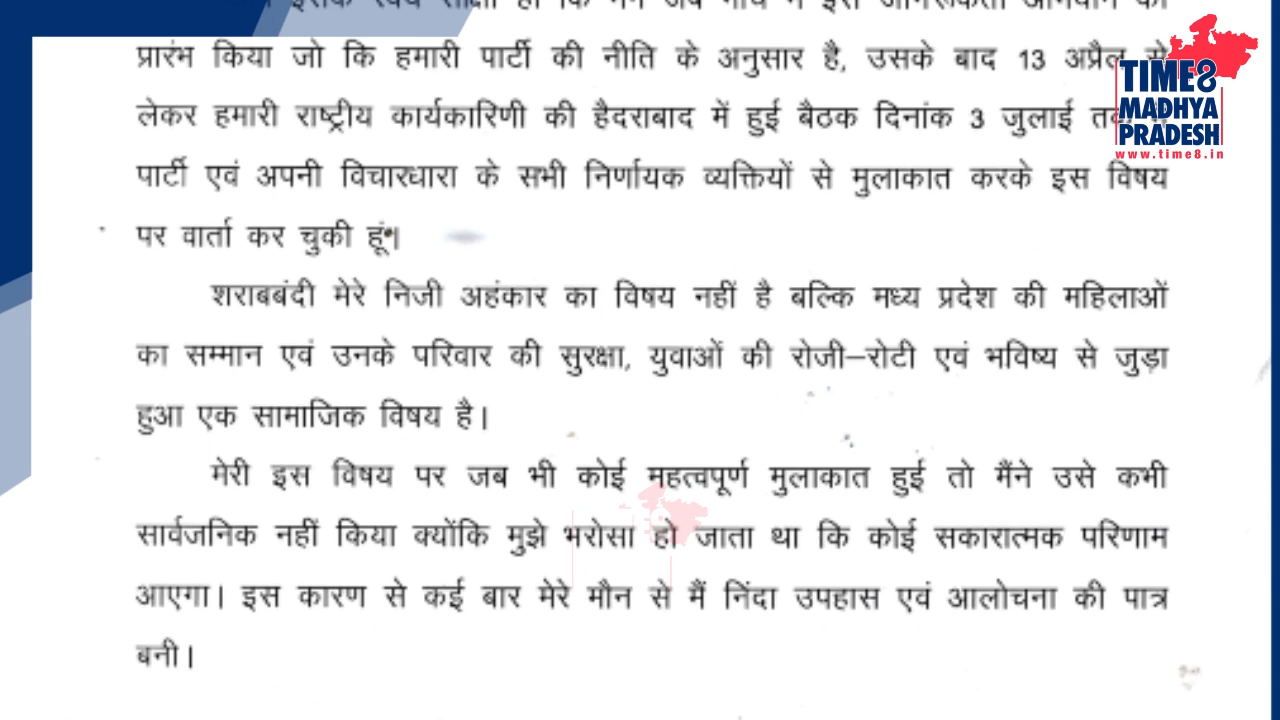 प्रारंभ किया जो कि हमारी पार्टी की नीति के अनुसार है, उसके बाद 13 अप्रैल से
लेकर हमारी राष्ट्रीय कार्यकारिणी की हैदराबाद में हुई बैठक दिनांक 3 जुलाई तक
पार्टी एवं अपनी विचारधारा के सभी निर्णायक व्यक्तियों से मुलाकात करके इस विषय
पर वार्ता कर चुकी हूं।
शराबबंदी मेरे निजी अहंकार का विषय नहीं है बल्कि मध्य प्रदेश की महिलाओं
का सम्मान एवं उनके परिवार की सुरक्षा, युवाओं की रोजी–रोटी एवं भविष्य से जुड़ा
हुआ एक सामाजिक विषय है।
मेरी इस विषय पर जब भी कोई महत्वपूर्ण मुलाकात हुई तो मैंने उसे कभी
सार्वजनिक नहीं किया क्योंकि मुझे भरोसा हो जाता था कि कोई सकारात्मक परिणाम
आएगा। इस कारण से कई बार मेरे मौन से मैं निंदा उपहास एवं आलोचना की पात्र
बनी।
TIME8
MADHYA
PRADESH
www.time8.in